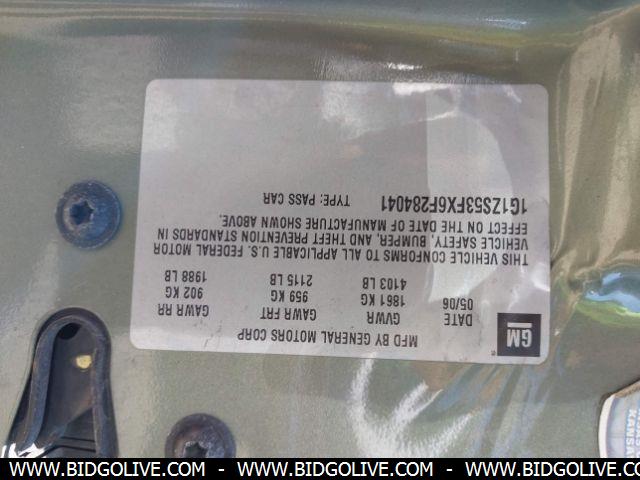 GM
MFD BY GENERAL MOTORS CORP
DATE GVWR GAWR FRT GAWR RR
05/06 1861 KG 959 KG 902 KG
4103 LB 2115 LB 1988 LB
THIS VEHICLE CONFORMS TO ALL APPLICABLE U.S. FEDERAL MOTOR
VEHICLE SAFETY, BUMPER, AND THEFT PREVENTION STANDARDS IN
EFFECT ON THE DATE OF MANUFACTURE SHOWN ABOVE.
1G1ZS53FX6F284041 TYPE: PASS CAR
KANSAS
WWW.BIDGOLIVE.COM - WWW.BIDGOLIVE.COM - WWW.BIDGOLIVE.COM